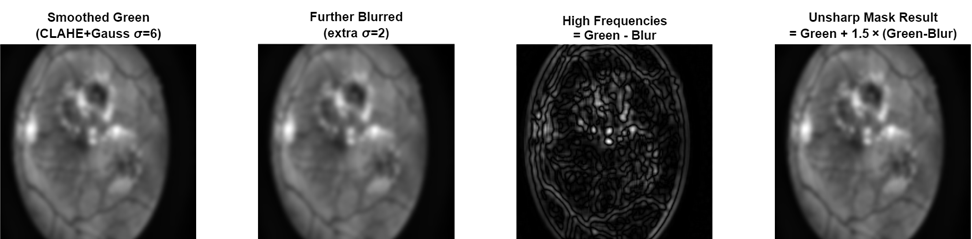 Smoothed Green
(CLAHE+Gauss σ=6)
Further Blurred
(extra σ=2)
High Frequencies
= Green - Blur
Unsharp Mask Result
= Green + 1.5 × (Green-Blur)